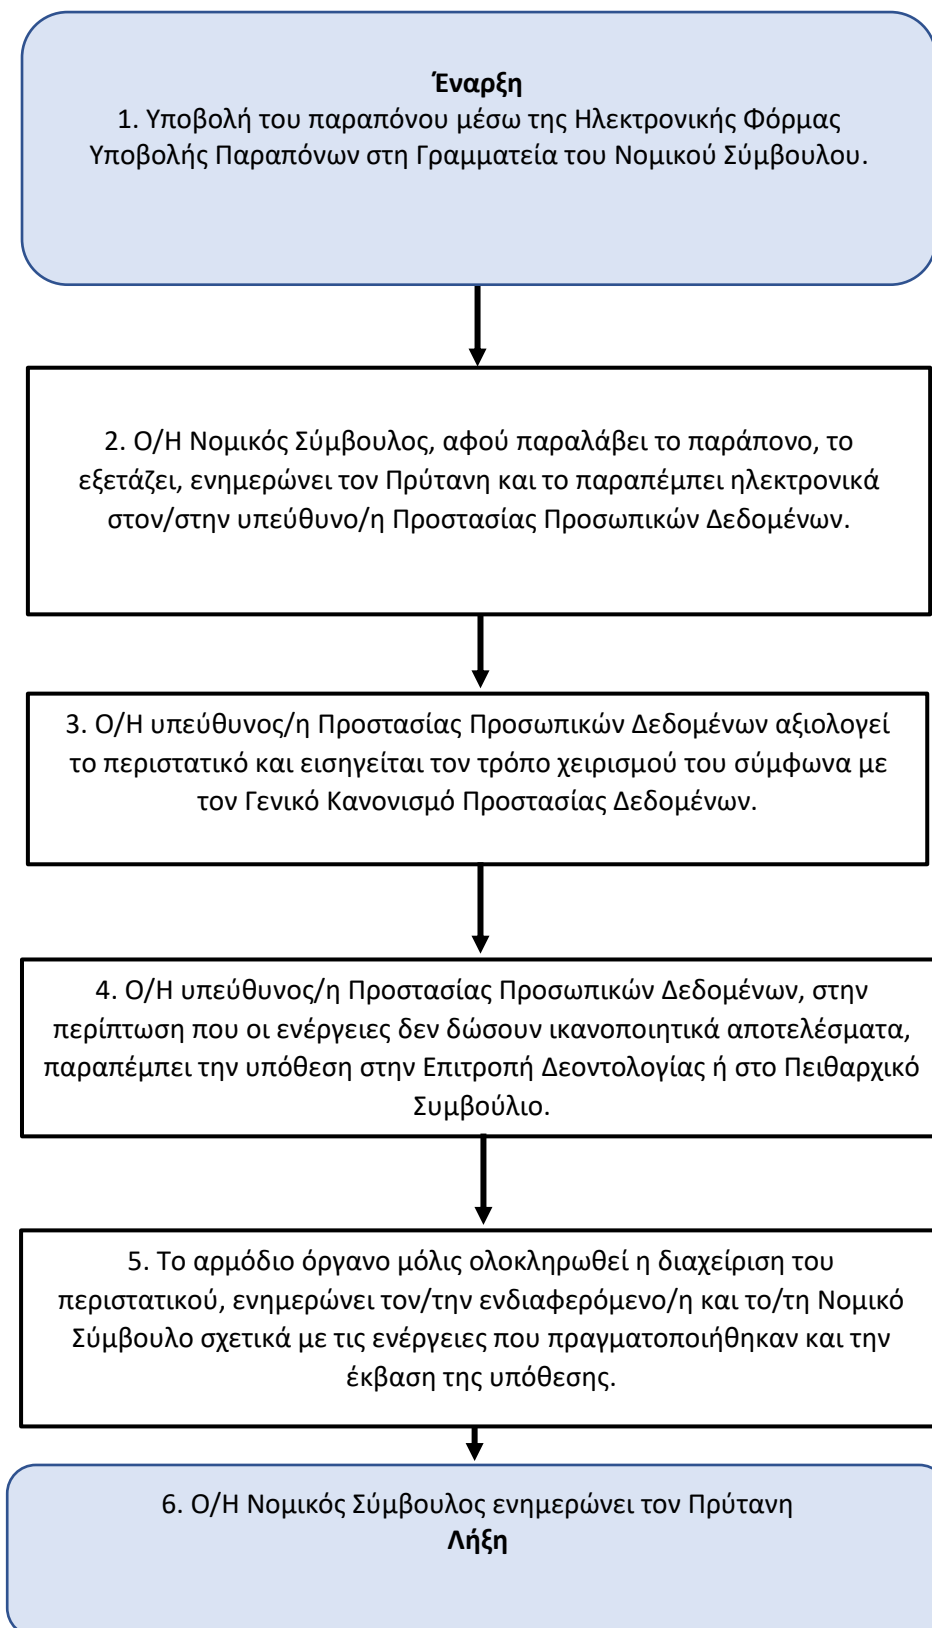 Έναρξη
1. Υποβολή του παραπόνου μέσω της Ηλεκτρονικής Φόρμας
Υποβολής Παραπόνων στη Γραμματεία του Νομικού Σύμβουλου.
2. Ο/Η Νομικός Σύμβουλος, αφού παραλάβει το παράπονο, το
εξετάζει, ενημερώνει τον Πρύτανη και το παραπέμπει ηλεκτρονικά
στον/στην υπεύθυνο/η Προστασίας Προσωπικών Δεδομένων.
3. Ο/Η υπεύθυνος/η Προστασίας Προσωπικών Δεδομένων αξιολογεί
το περιστατικό και εισηγείται τον τρόπο χειρισμού του σύμφωνα με
τον Γενικό Κανονισμό Προστασίας Δεδομένων.
4. Ο/Η υπεύθυνος/η Προστασίας Προσωπικών Δεδομένων, στην
περίπτωση που οι ενέργειες δεν δώσουν ικανοποιητικά αποτελέσματα,
παραπέμπει την υπόθεση στην Επιτροπή Δεοντολογίας ή στο Πειθαρχικό
Συμβούλιο.
5. Το αρμόδιο όργανο μόλις ολοκληρωθεί η διαχείριση του
περιστατικού, ενημερώνει τον/την ενδιαφερόμενο/η και το/τη Νομικό
Σύμβουλο σχετικά με τις ενέργειες που πραγματοποιήθηκαν και την
έκβαση της υπόθεσης.
6. Ο/Η Νομικός Σύμβουλος ενημερώνει τον Πρύτανη
Λήξη